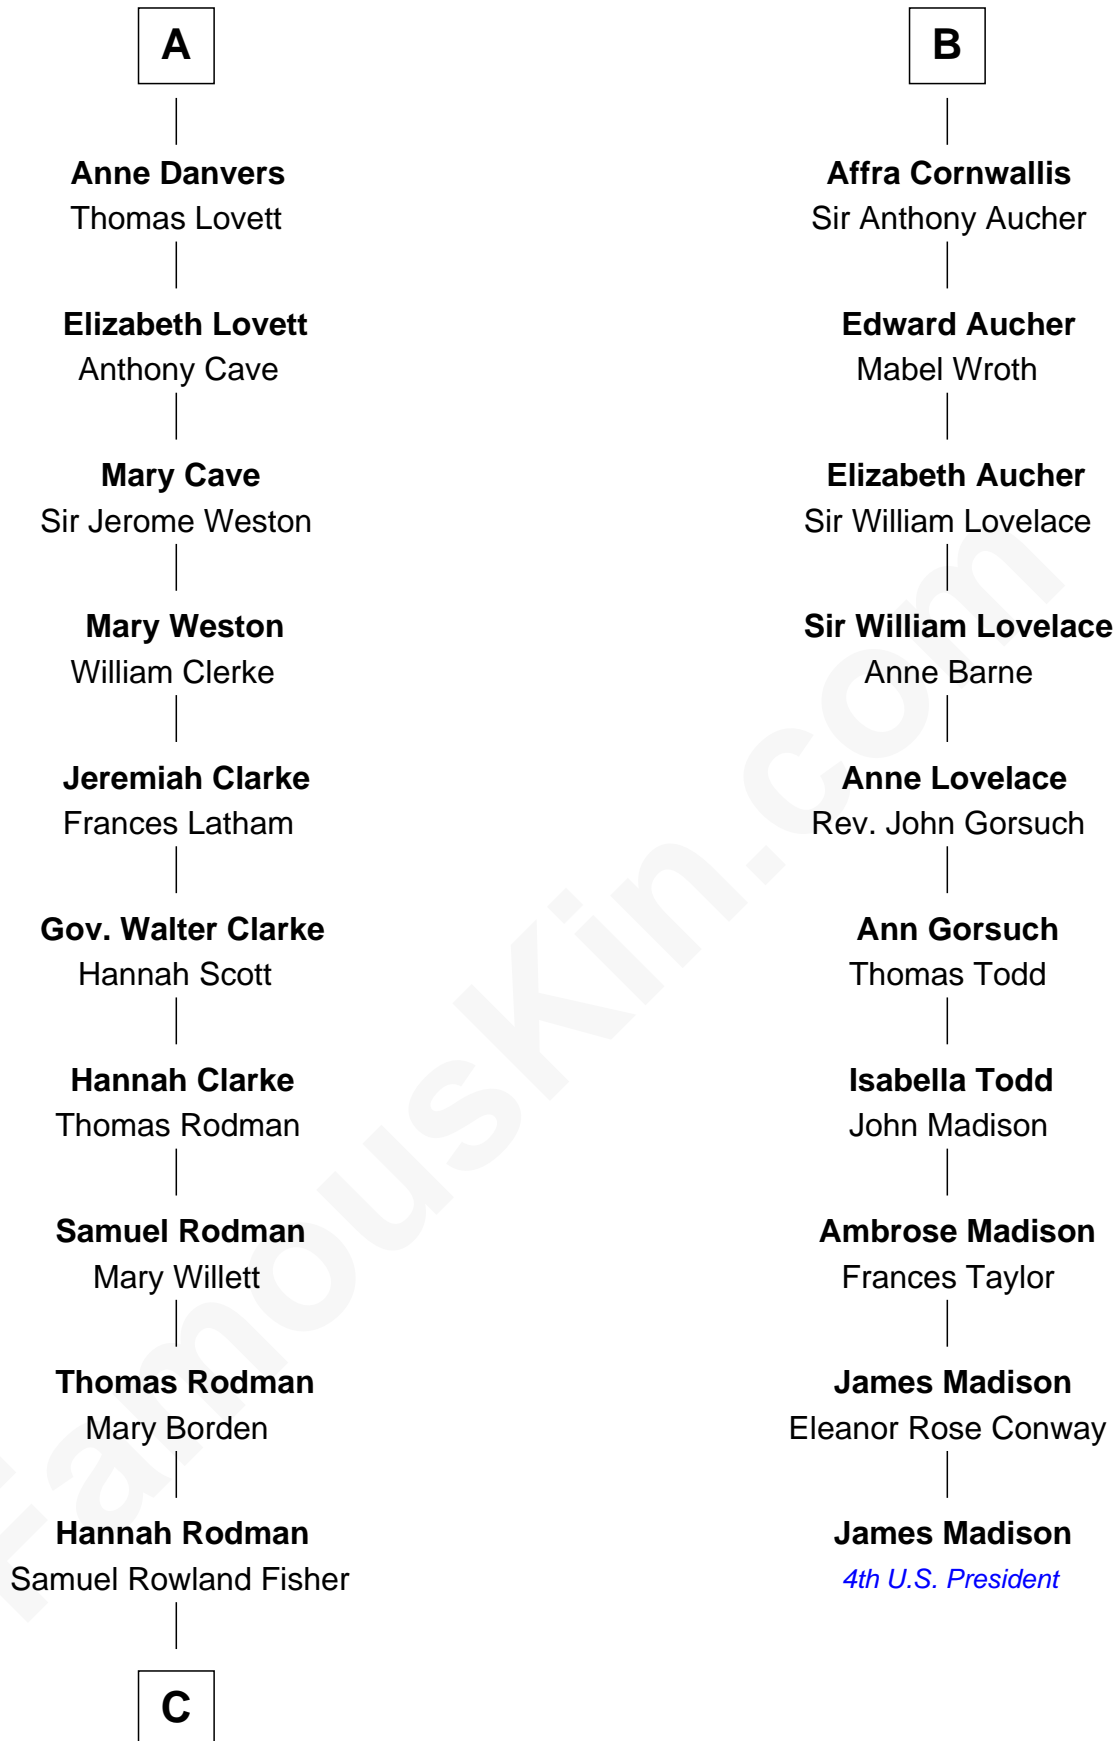 A
Anne Danvers
Thomas Lovett
Elizabeth Lovett
Anthony Cave
Mary Cave
Sir Jerome Weston
Mary Weston
William Clerke
Jeremiah Clarke
Frances Latham
Gov. Walter Clarke
Hannah Scott
Hannah Clarke
Thomas Rodman
Samuel Rodman
Mary Willett
Thomas Rodman
Mary Borden
Hannah Rodman
Samuel Rowland Fisher
C
B
Affra Cornwallis
Sir Anthony Aucher
Edward Aucher
Mabel Wroth
Elizabeth Aucher
Sir William Lovelace
Sir William Lovelace
Anne Barne
Anne Lovelace
Rev. John Gorsuch
Ann Gorsuch
Thomas Todd
Isabella Todd
John Madison
Ambrose Madison
Frances Taylor
James Madison
Eleanor Rose Conway
James Madison
4th U.S. President
FamousKin.com